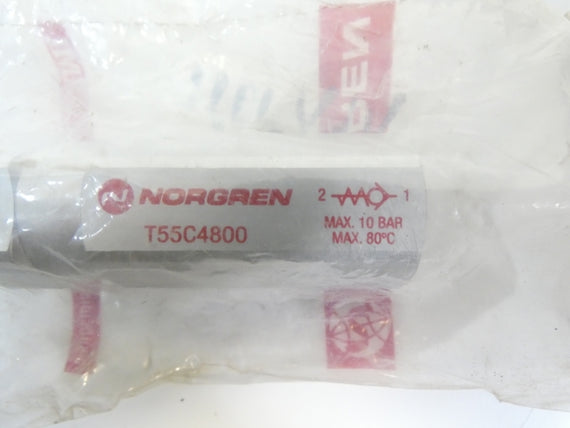 NORGREN
T55C4800
2 1
MAX. 10 BAR
MAX. 80°C